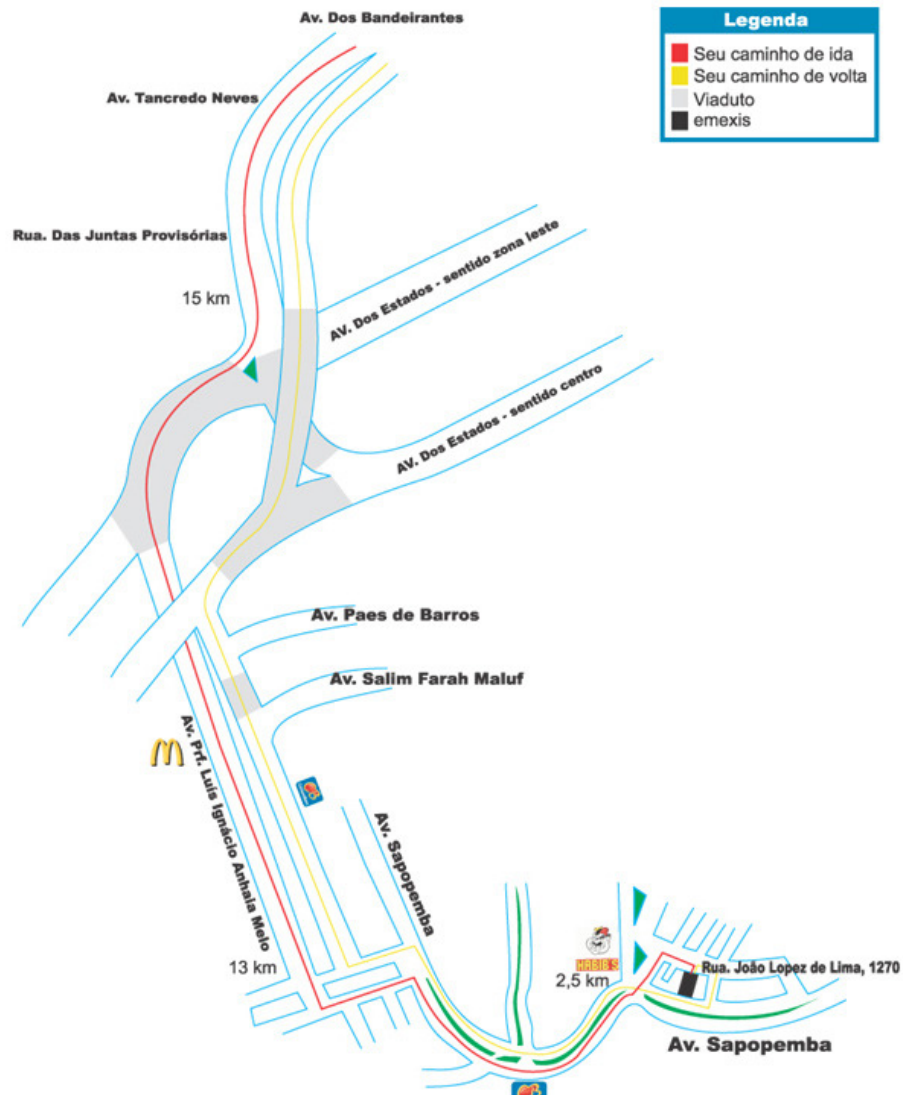 Av. Dos Bandeirantes
Legenda
Seu caminho de ida
Seu caminho de volta
Viaduto
emexis
Av. Tancredo Neves
Rua. Das Juntas Provisórias
15 km
AV. Dos Estados - sentido zona leste
AV. Dos Estados - sentido centro
Av. Paes de Barros
Av. Salim Farah Maluf
Av. Prf. Luís Ignácio Anhaia Melo
Av. Sapopemba
13 km
HABIB'S
2,5 km
Rua. João Lopez de Lima, 1270
Av. Sapopemba